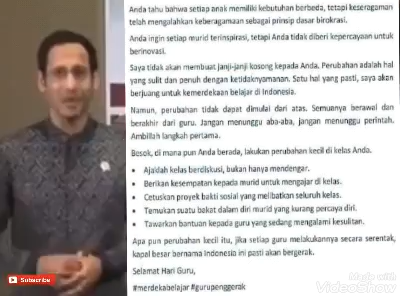 Anda tahu bahwa setiap anak memiliki kebutuhan berbeda, tetapi keseragaman
telah mengalahkan keberagamaan sebagai prinsip dasar birokrasi.
Anda ingin setiap murid terinspirasi, tetapi Anda tidak diberi kepercayaan untuk
berinovasi.
Saya tidak akan membuat janji-janji kosong kepada Anda. Perubahan adalah hal
yang sulit dan penuh dengan ketidaknyamanan. Satu hal yang pasti, saya akan
berjuang untuk kemerdekaan belajar di Indonesia.
Namun, perubahan tidak dapat dimulai dari atas. Semuanya berawal dan
berakhir dari guru. Jangan menunggu aba-aba, jangan menunggu perintah.
Ambillah langkah pertama.
Besok, di mana pun Anda berada, lakukan perubahan kecil di kelas Anda.
• Ajaklah kelas berdiskusi, bukan hanya mendengar.
• Berikan kesempatan kepada murid untuk mengajar di kelas.
• Cetuskan proyek bakti sosial yang melibatkan seluruh kelas.
• Temukan suatu bakat dalam diri murid yang kurang percaya diri.
• Tawarkan bantuan kepada guru yang sedang mengalami kesulitan.
Apa pun perubahan kecil itu, jika setiap guru melakukannya secara serentak,
kapal besar bernama Indonesia ini pasti akan bergerak.
Selamat Hari Guru,
#merdekabelajar #gurupenggerak
Subscribe
Made with
VideoShow